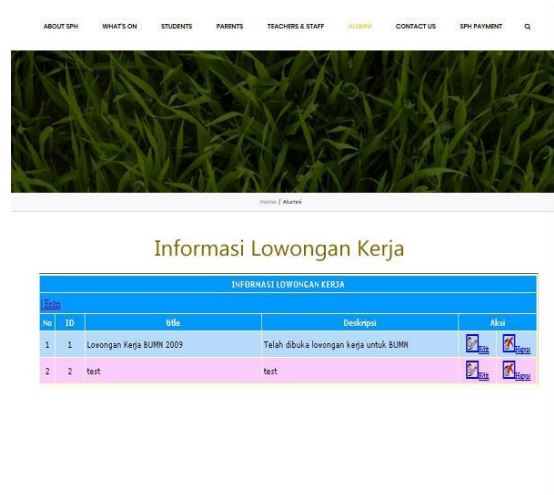 ABOUT SPH WHAT'S ON STUDENTS PARENTS TEACHERS & STAFF ALUMNI CONTACT US SPH PAYMENT
Home / Alumni
Informasi Lowongan Kerja
INFORMASI LOWONGAN KERJA
| Entri
No ID title Deskripsi Aksi
1 1 Lowongan Kerja BUMN 2009 Telah dibuka lowongan kerja untuk BUMN Edit Hapus
2 2 test test Edit Hapus